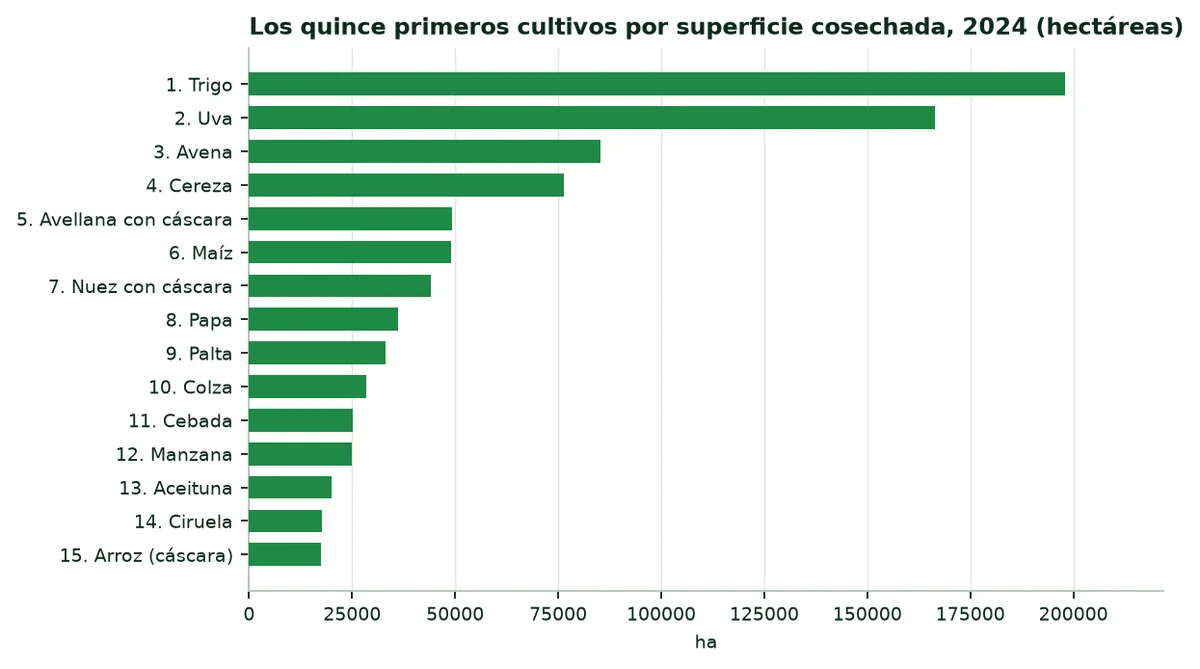 Los quince primeros cultivos por superficie cosechada, 2024 (hectáreas)
1. Trigo
2. Uva
3. Avena
4. Cereza
5. Avellana con cáscara
6. Maíz
7. Nuez con cáscara
8. Papa
9. Palta
10. Colza
11. Cebada
12. Manzana
13. Aceituna
14. Ciruela
15. Arroz (cáscara)
0 25000 50000 75000 100000 125000 150000 175000 200000
ha